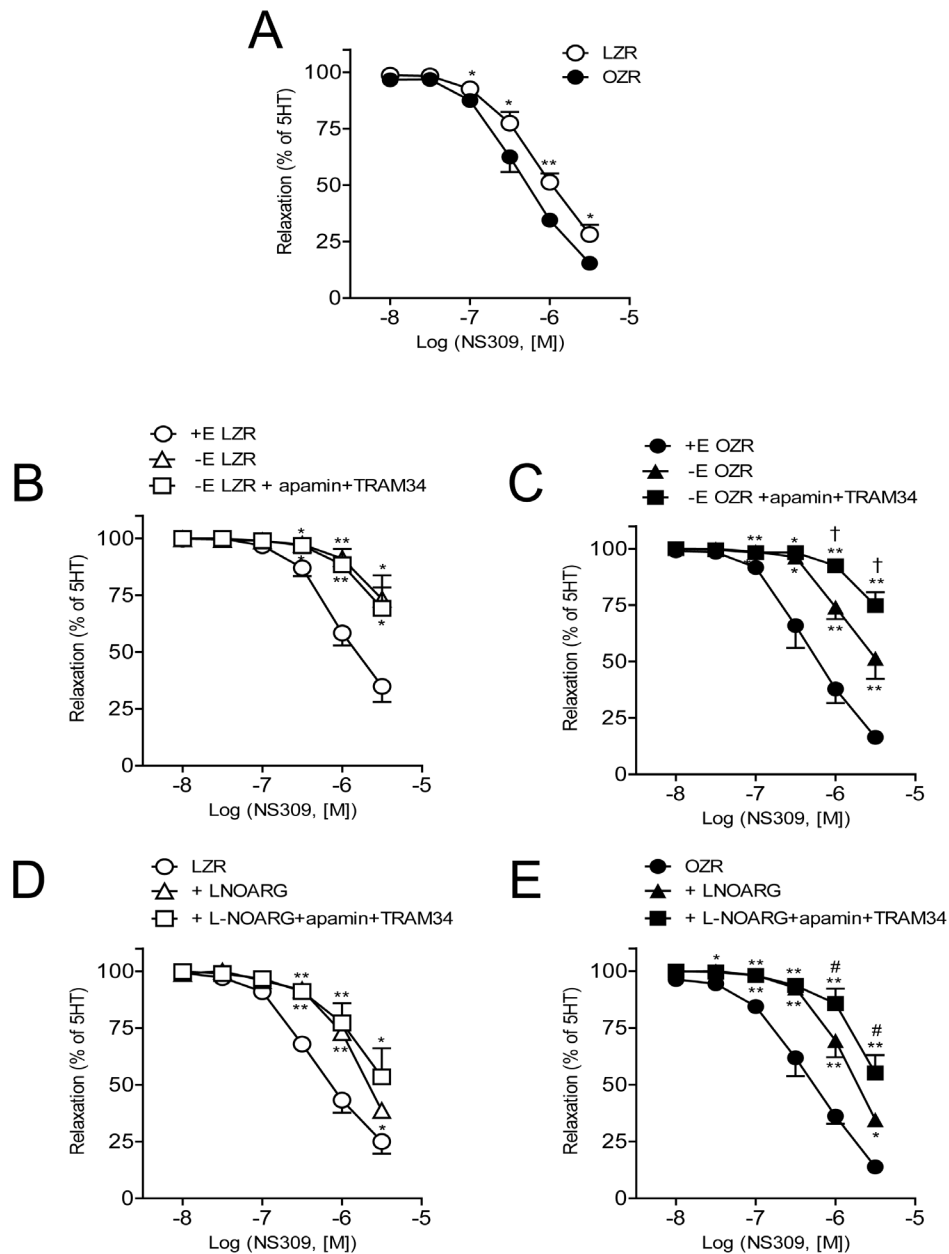 A
LZR
OZR
Relaxation (% of 5HT)
100
75
50
25
0
* * ** *
-8 -7 -6 -5
Log (NS309, [M])
B
+E LZR
-E LZR
-E LZR + apamin+TRAM34
Relaxation (% of 5HT)
100
75
50
25
0
* ** *
* ** *
-8 -7 -6 -5
Log (NS309, [M])
C
+E OZR
-E OZR
-E OZR +apamin+TRAM34
Relaxation (% of 5HT)
100
75
50
25
0
† †
** * ** **
* ** **
-8 -7 -6 -5
Log (NS309, [M])
D
LZR
+ LNOARG
+ L-NOARG+apamin+TRAM34
Relaxation (% of 5HT)
100
75
50
25
0
** ** *
** ** *
-8 -7 -6 -5
Log (NS309, [M])
E
OZR
+ LNOARG
+ L-NOARG+apamin+TRAM34
Relaxation (% of 5HT)
100
75
50
25
0
# #
* ** ** ** **
** ** ** *
-8 -7 -6 -5
Log (NS309, [M])